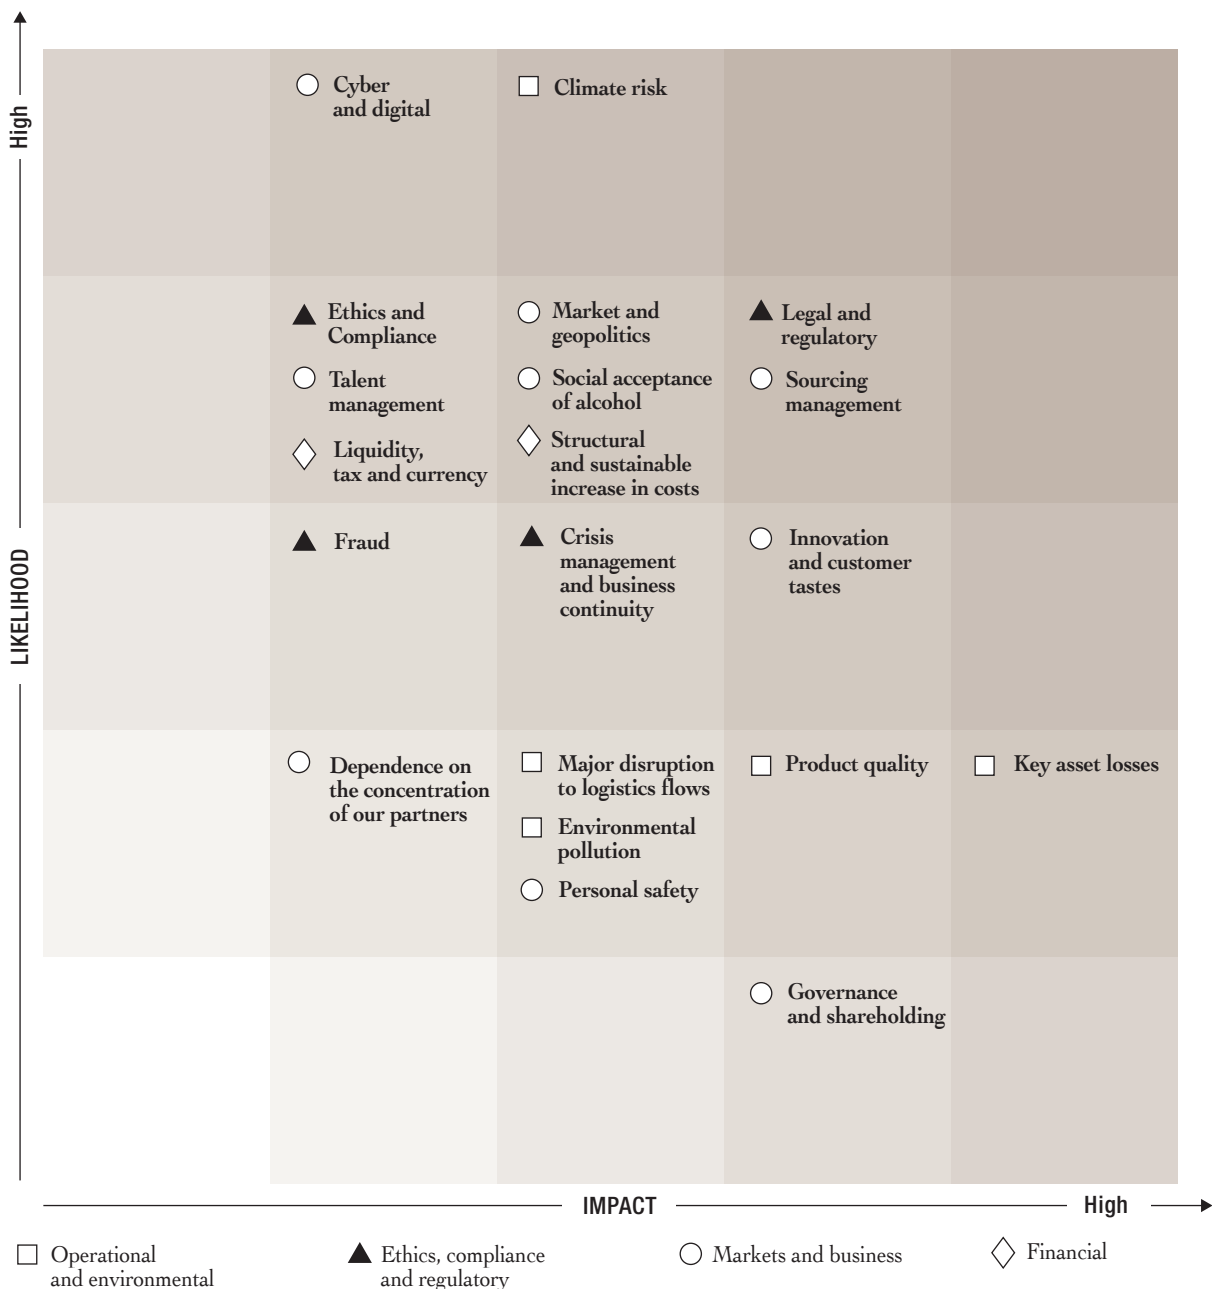 High
LIKELIHOOD
Cyber
and digital
Climate risk
Ethics and
Compliance
Market and
geopolitics
Legal and
regulatory
Talent
management
Social acceptance
of alcohol
Sourcing
management
Liquidity,
tax and currency
Structural
and sustainable
increase in costs
Fraud
Crisis
management
and business
continuity
Innovation
and customer
tastes
Dependence on
the concentration
of our partners
Major disruption
to logistics flows
Product quality
Key asset losses
Environmental
pollution
Personal safety
Governance
and shareholding
IMPACT
High
Operational
and environmental
Ethics, compliance
and regulatory
Markets and business
Financial